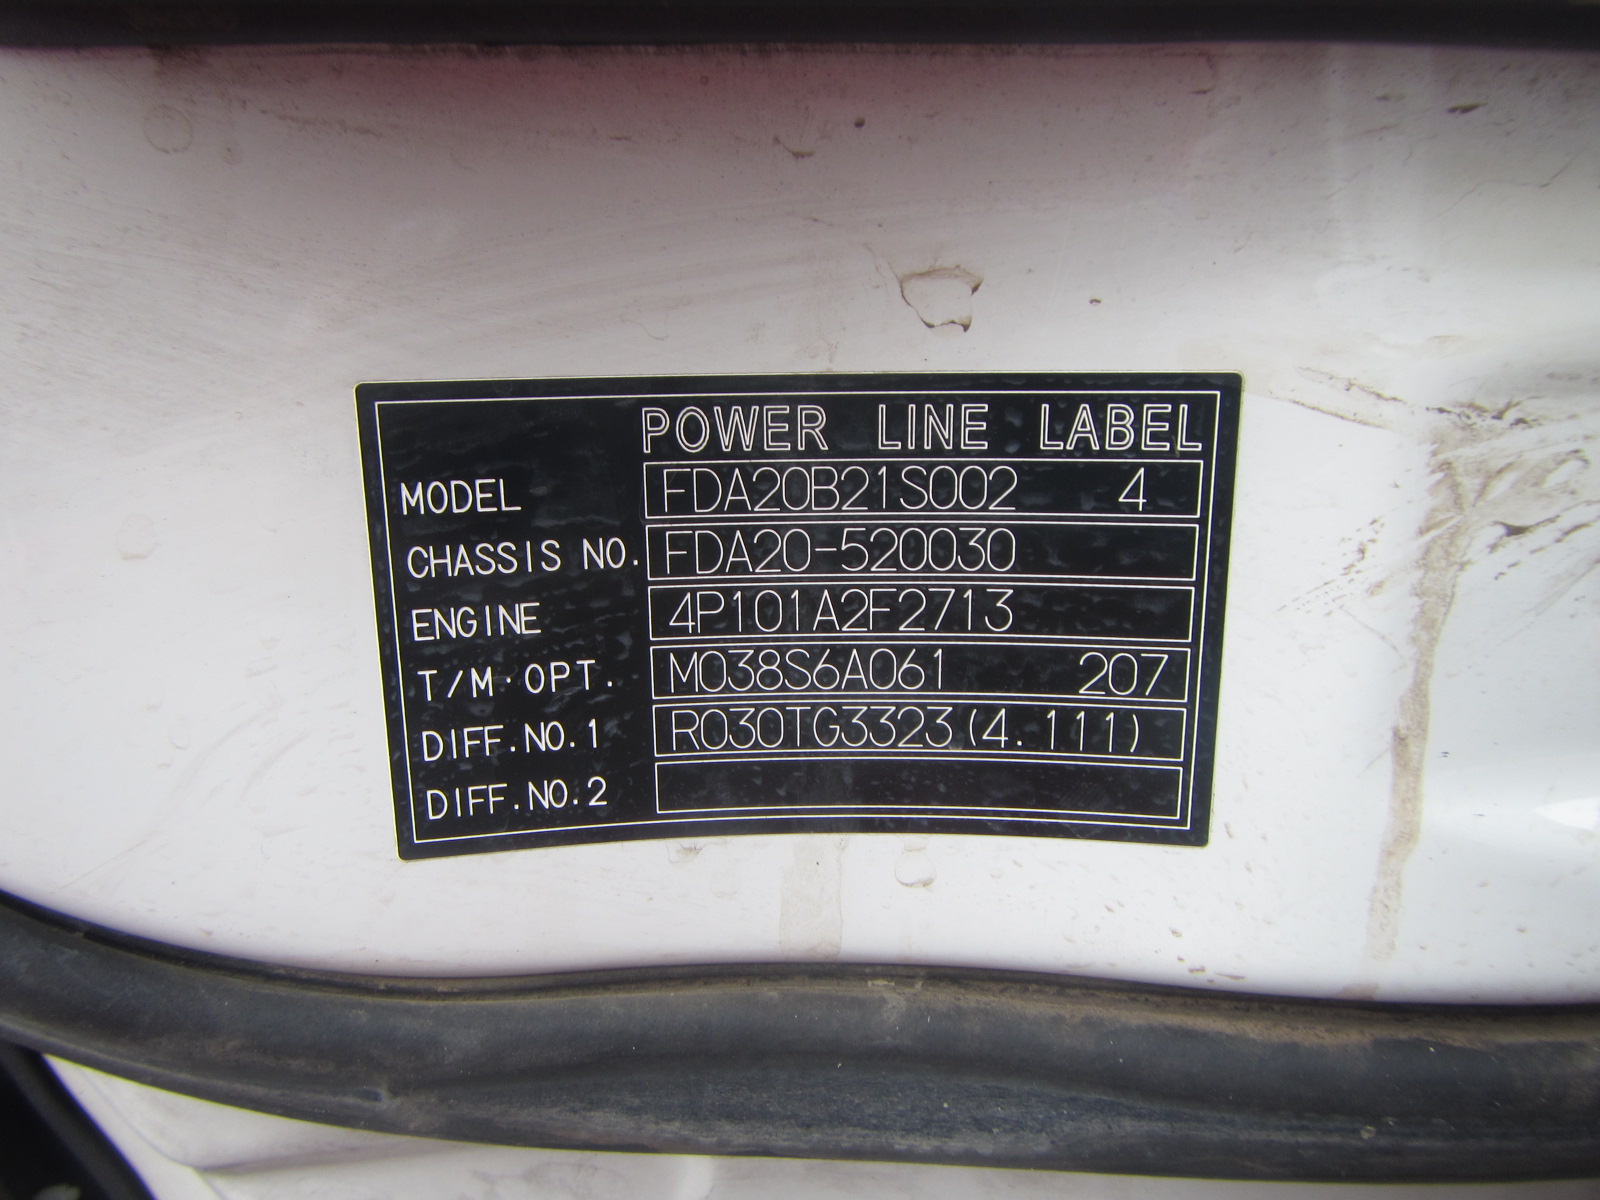 POWER LINE LABEL
MODEL FDA20B21S002 4
CHASSIS NO. FDA20-520030
ENGINE 4P101A2F2713
T/M·OPT. M038S6A061 207
DIFF.NO.1 R030TG3323(4.111)
DIFF.NO.2